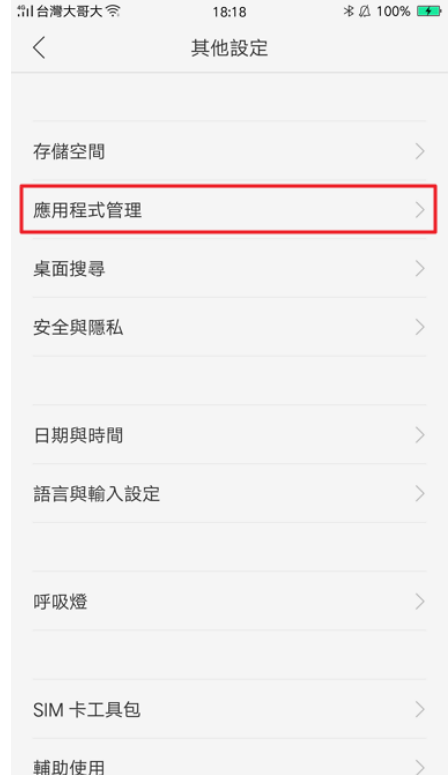 台灣大哥大 18:18 100%
其他設定
存儲空間
應用程式管理
桌面搜尋
安全與隱私
日期與時間
語言與輸入設定
呼吸燈
SIM 卡工具包
輔助使用